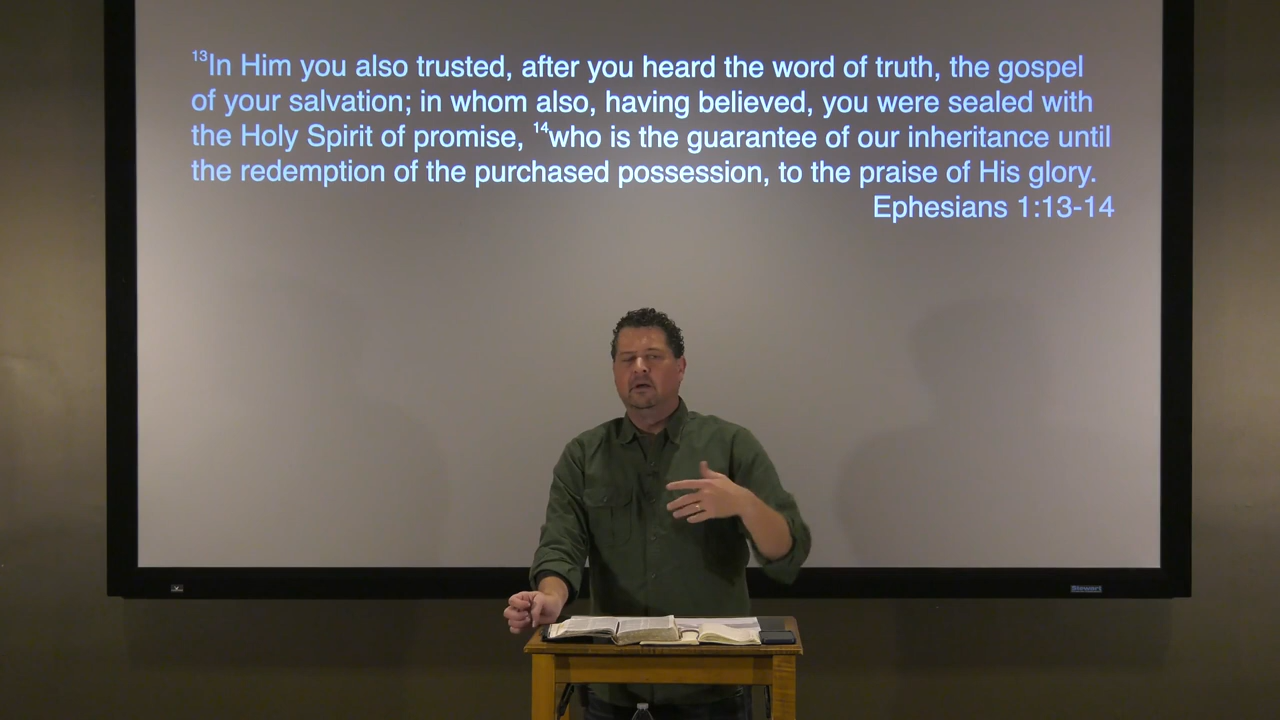 ¹³In Him you also trusted, after you heard the word of truth, the gospel
of your salvation; in whom also, having believed, you were sealed with
the Holy Spirit of promise, ¹⁴who is the guarantee of our inheritance until
the redemption of the purchased possession, to the praise of His glory.
Ephesians 1:13-14
Stewart